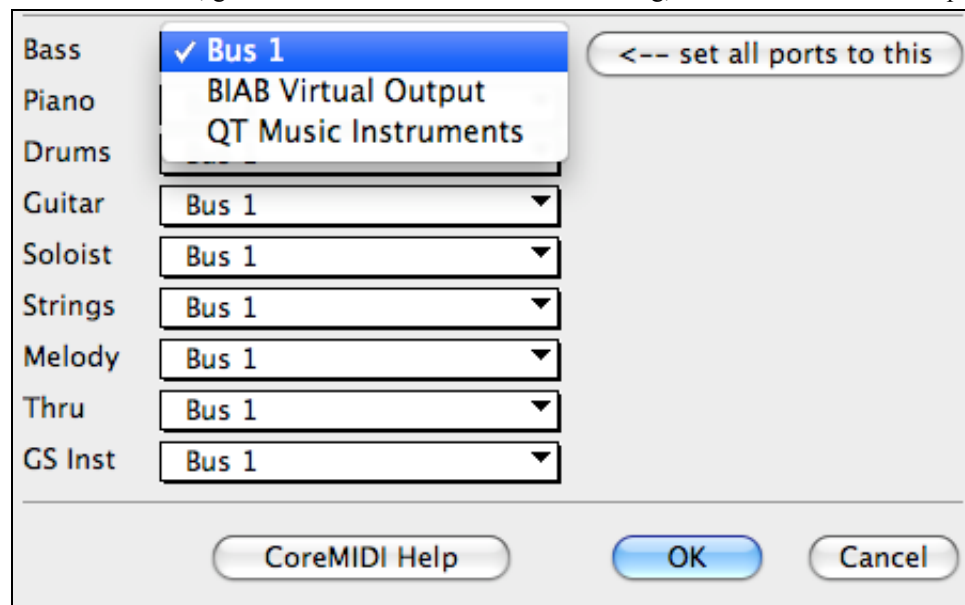 Bass ✓ Bus 1 <-- set all ports to this
Piano BIAB Virtual Output
QT Music Instruments
Drums
Guitar Bus 1
Soloist Bus 1
Strings Bus 1
Melody Bus 1
Thru Bus 1
GS Inst Bus 1
CoreMIDI Help OK Cancel